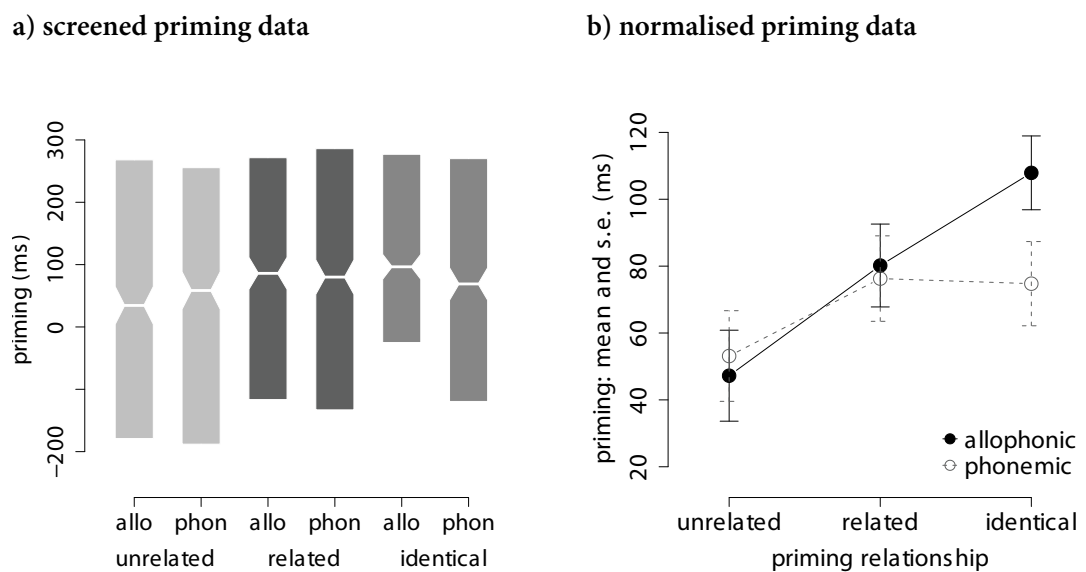 a) screened priming data
priming (ms)
300
200
100
0
−200
allo phon allo phon allo phon
unrelated related identical
b) normalised priming data
priming: mean and s.e. (ms)
120
100
80
60
40
20
allophonic
phonemic
unrelated related identical
priming relationship